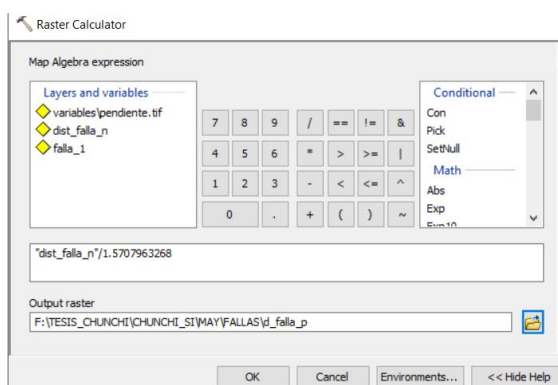 Raster Calculator
Map Algebra expression
Layers and variables
variables\pendiente.tif
dist_falla_n
falla_1
7 8 9 / == != &
4 5 6 * > >= |
1 2 3 - < <= ^
0 . + ( ) ~
Conditional
Con
Pick
SetNull
Math
Abs
Exp
Exp10
"dist_falla_n"/1.5707963268
Output raster
F:\TESIS_CHUNCHI\CHUNCHI_SI\MAY\FALLAS\d_falla_p
OK Cancel Environments... << Hide Help